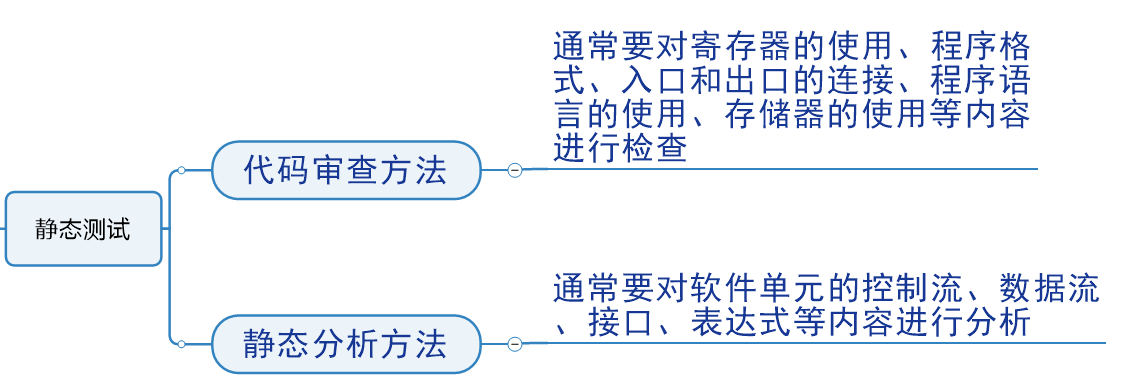 通常要对寄存器的使用、程序格
式、入口和出口的连接、程序语
言的使用、存储器的使用等内容
进行检查
代码审查方法
静态测试
通常要对软件单元的控制流、数据流
、接口、表达式等内容进行分析
静态分析方法